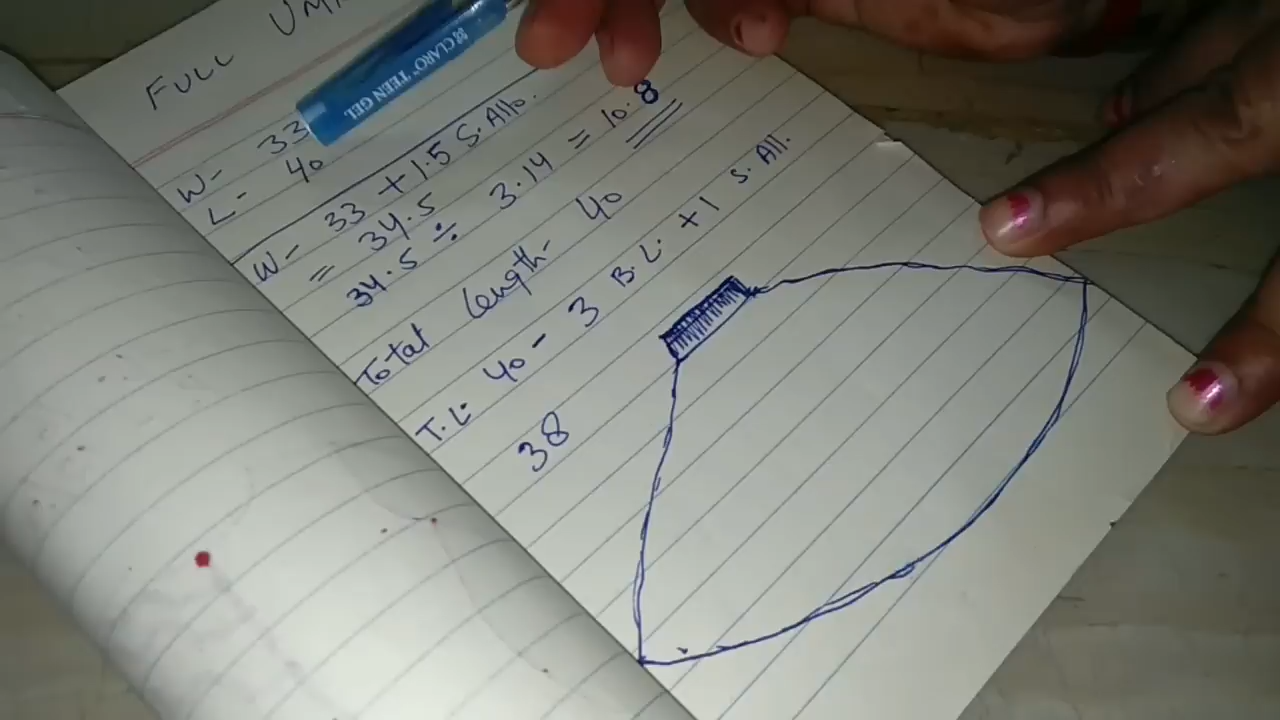 FULL
W- 33
L- 40
W- 33 + 1.5 S.Allo.
= 34.5
34.5 ÷ 3.14 = 10.8
Total length- 40
T.L. 40 - 3 B.L. + 1 S.All.
38
CLARO "TEEN GEL